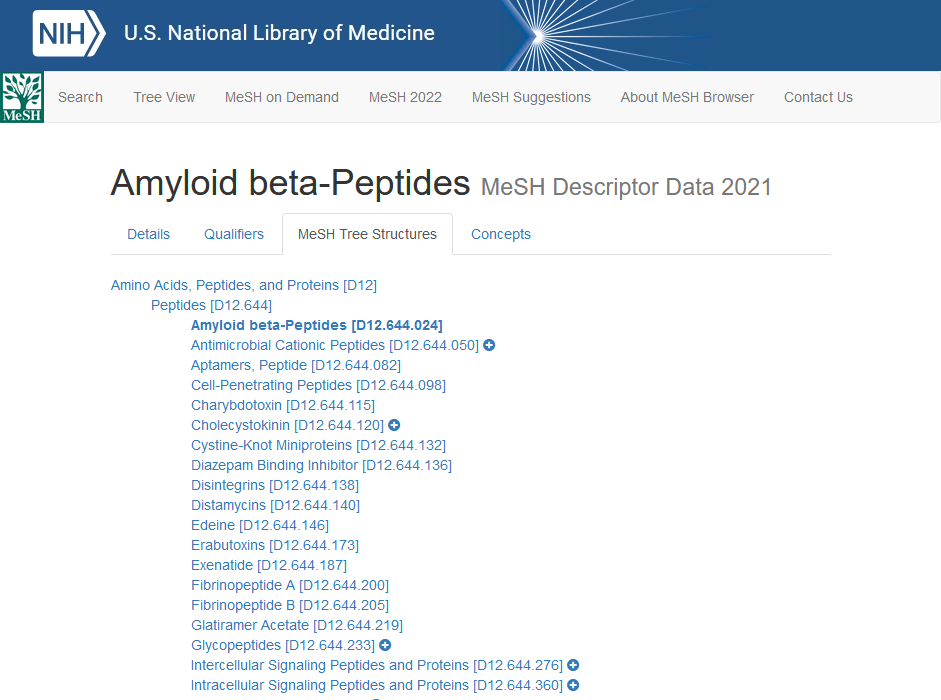 NIH U.S. National Library of Medicine
MeSH Search Tree View MeSH on Demand MeSH 2022 MeSH Suggestions About MeSH Browser Contact Us
Amyloid beta-Peptides MeSH Descriptor Data 2021
Details Qualifiers MeSH Tree Structures Concepts
Amino Acids, Peptides, and Proteins [D12]
Peptides [D12.644]
Amyloid beta-Peptides [D12.644.024]
Antimicrobial Cationic Peptides [D12.644.050]
Aptamers, Peptide [D12.644.082]
Cell-Penetrating Peptides [D12.644.098]
Charybdotoxin [D12.644.115]
Cholecystokinin [D12.644.120]
Cystine-Knot Miniproteins [D12.644.132]
Diazepam Binding Inhibitor [D12.644.136]
Disintegrins [D12.644.138]
Distamycins [D12.644.140]
Edeine [D12.644.146]
Erabutoxins [D12.644.173]
Exenatide [D12.644.187]
Fibrinopeptide A [D12.644.200]
Fibrinopeptide B [D12.644.205]
Glatiramer Acetate [D12.644.219]
Glycopeptides [D12.644.233]
Intercellular Signaling Peptides and Proteins [D12.644.276]
Intracellular Signaling Peptides and Proteins [D12.644.360]